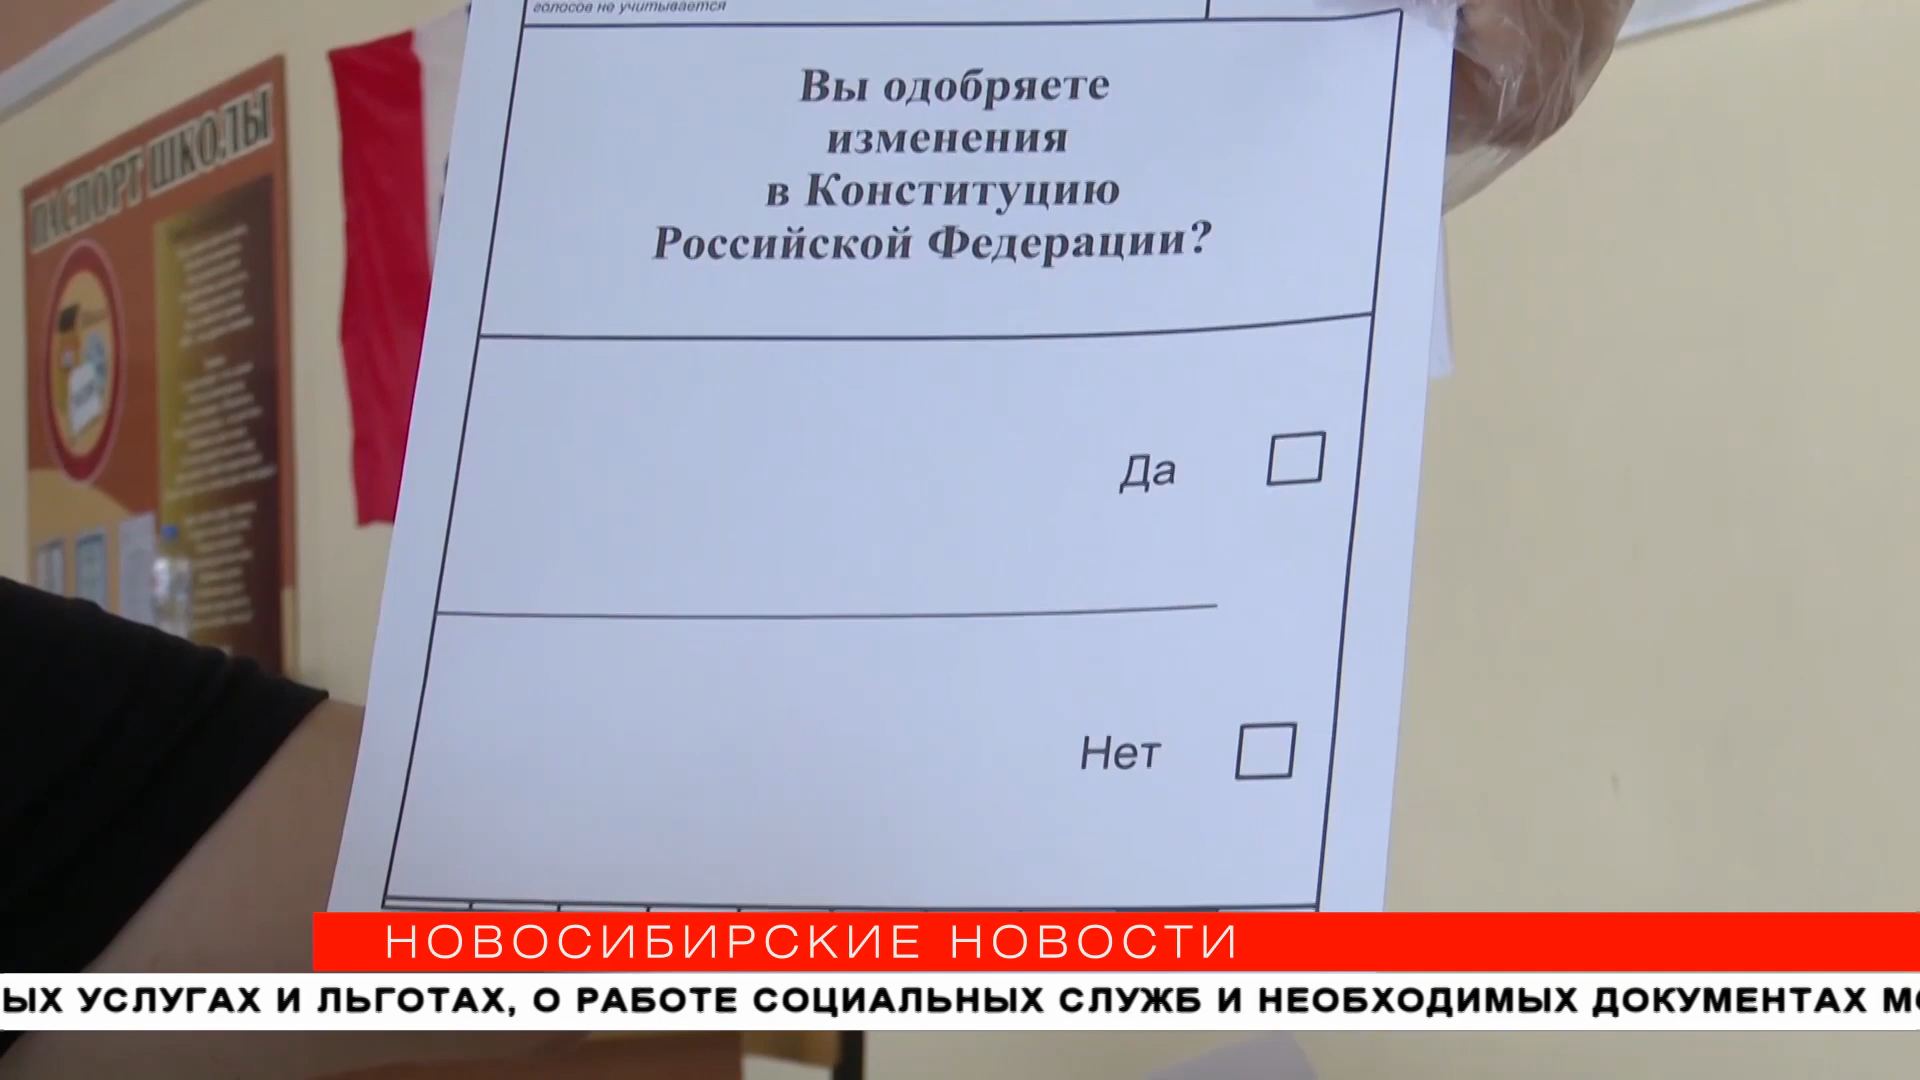 голосов не учитывается
Вы одобряете
изменения
в Конституцию
Российской Федерации?
ПАСПОРТ ШКОЛЫ
Да
Нет
НОВОСИБИРСКИЕ НОВОСТИ
ЫХ УСЛУГАХ И ЛЬГОТАХ, О РАБОТЕ СОЦИАЛЬНЫХ СЛУЖБ И НЕОБХОДИМЫХ ДОКУМЕНТАХ